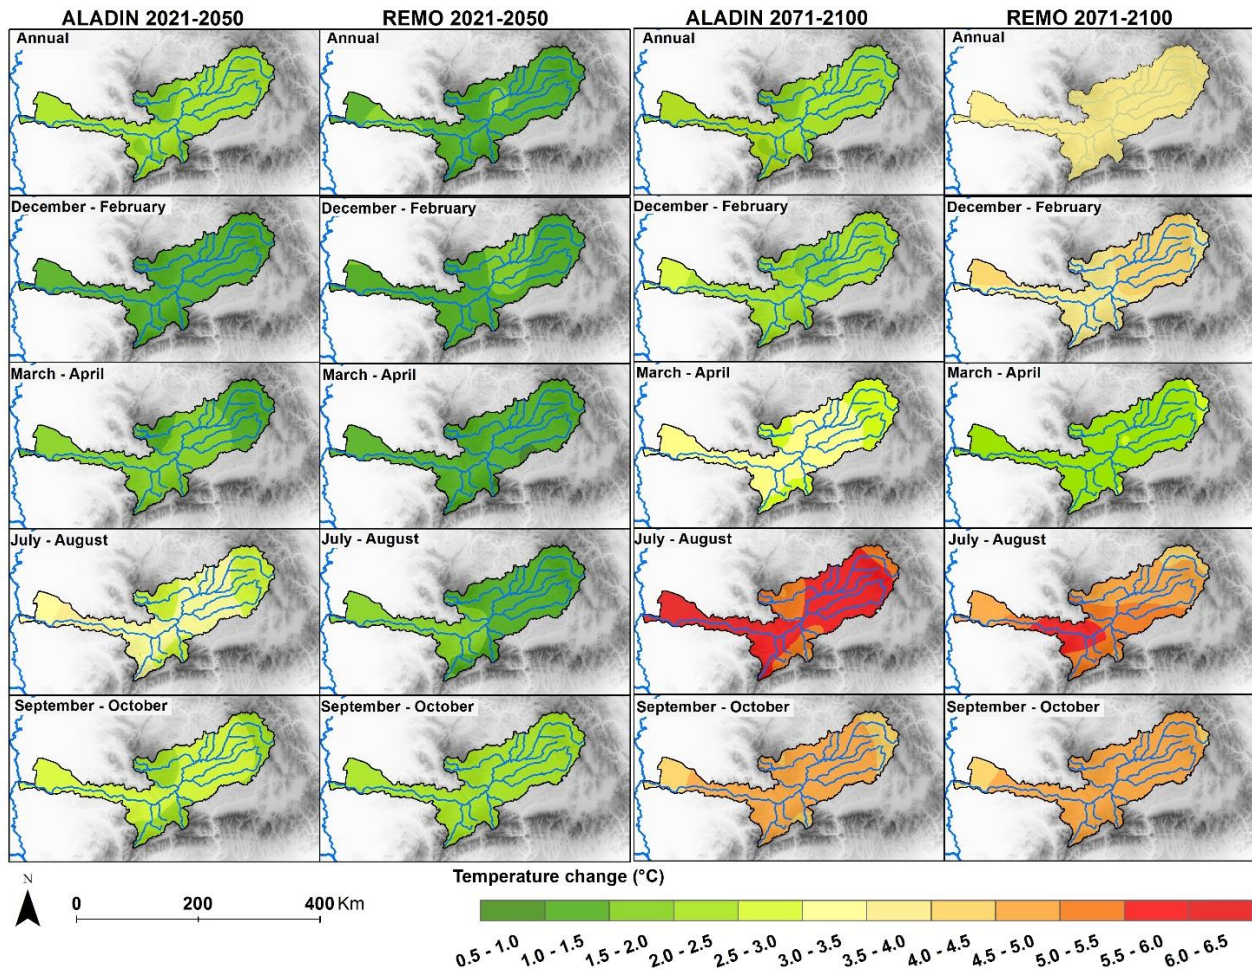 ALADIN 2021-2050 REMO 2021-2050 ALADIN 2071-2100 REMO 2071-2100
Annual Annual Annual Annual
December - February December - February December - February December - February
March - April March - April March - April March - April
July - August July - August July - August July - August
September - October September - October September - October September - October
Temperature change (°C)
N
0 200 400 Km
0.5 - 1.0 1.0 - 1.5 1.5 - 2.0 2.0 - 2.5 2.5 - 3.0 3.0 - 3.5 3.5 - 4.0 4.0 - 4.5 4.5 - 5.0 5.0 - 5.5 5.5 - 6.0 6.0 - 6.5